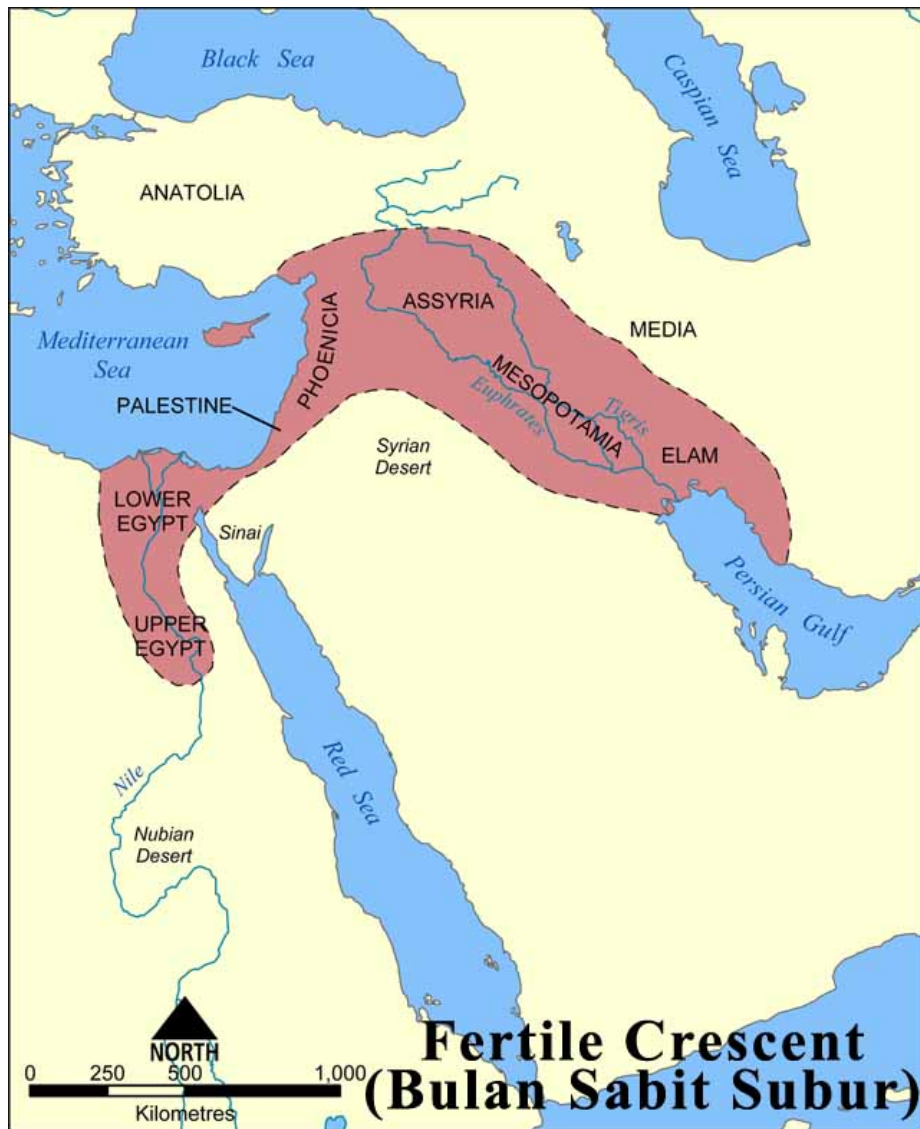 Black Sea
Caspian
Sea
ANATOLIA
ASSYRIA
MEDIA
PHOENICIA
Mediterranean
Sea
MESOPOTAMIA
Euphrates
Tigris
PALESTINE
Syrian
Desert
ELAM
LOWER
EGYPT
Sinai
Persian Gulf
UPPER
EGYPT
Red Sea
Nile
Nubian
Desert
NORTH
0 250 500 1,000
Kilometres
Fertile Crescent
(Bulan Sabit Subur)